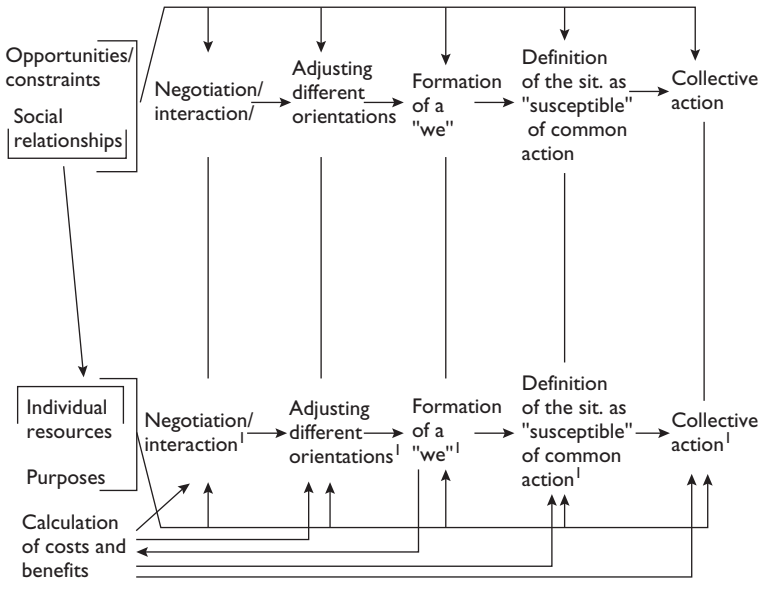 Opportunities/
constraints
Social
relationships
Negotiation/
interaction/
Adjusting
different
orientations
Formation
of a
"we"
Definition
of the sit. as
"susceptible"
of common
action
Collective
action
Individual
resources
Purposes
Negotiation/
interaction¹
Adjusting
different
orientations¹
Formation
of a
"we"¹
Definition
of the sit. as
"susceptible"
of common
action¹
Collective
action¹
Calculation
of costs and
benefits